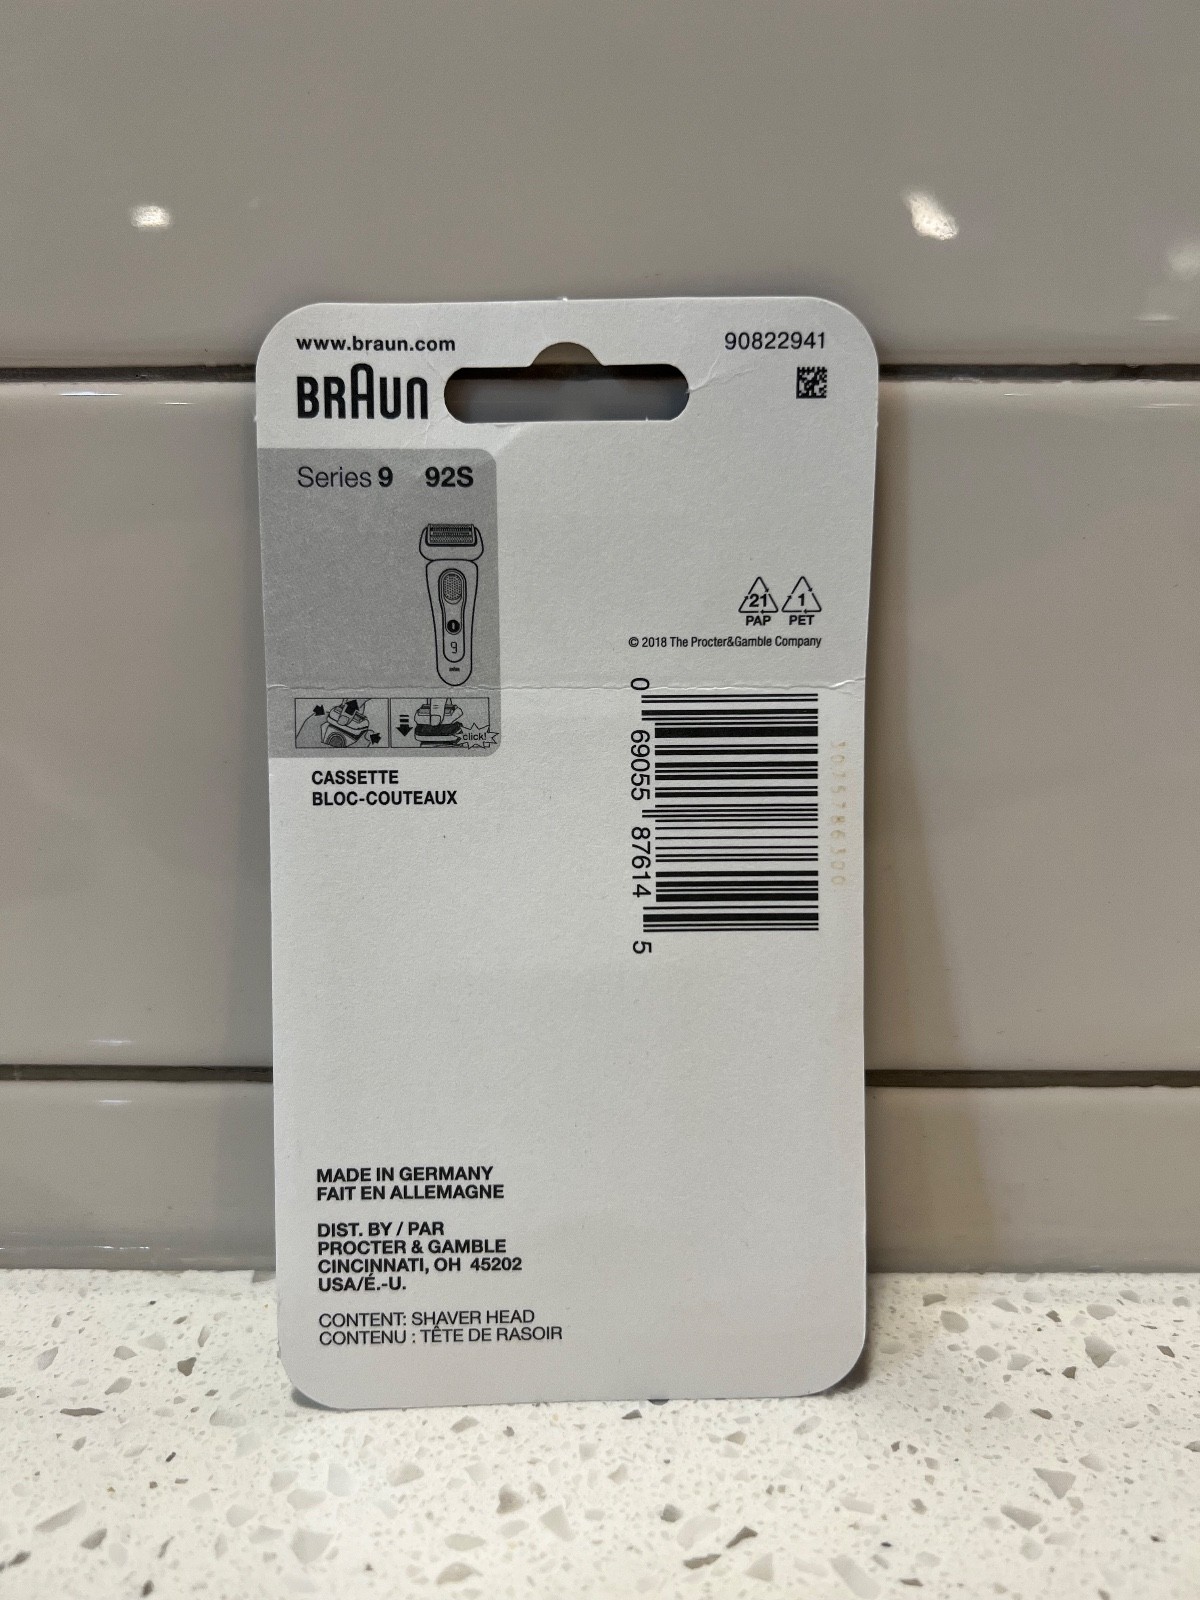 www.braun.com
90822941
BRAUN
Series 9 92S
9
click!
CASSETTE
BLOC-COUTEAUX
21 1
PAP PET
© 2018 The Procter&Gamble Company
0 69055 87614 5
MADE IN GERMANY
FAIT EN ALLEMAGNE
DIST. BY / PAR
PROCTER & GAMBLE
CINCINNATI, OH 45202
USA/É.-U.
CONTENT: SHAVER HEAD
CONTENU : TÊTE DE RASOIR